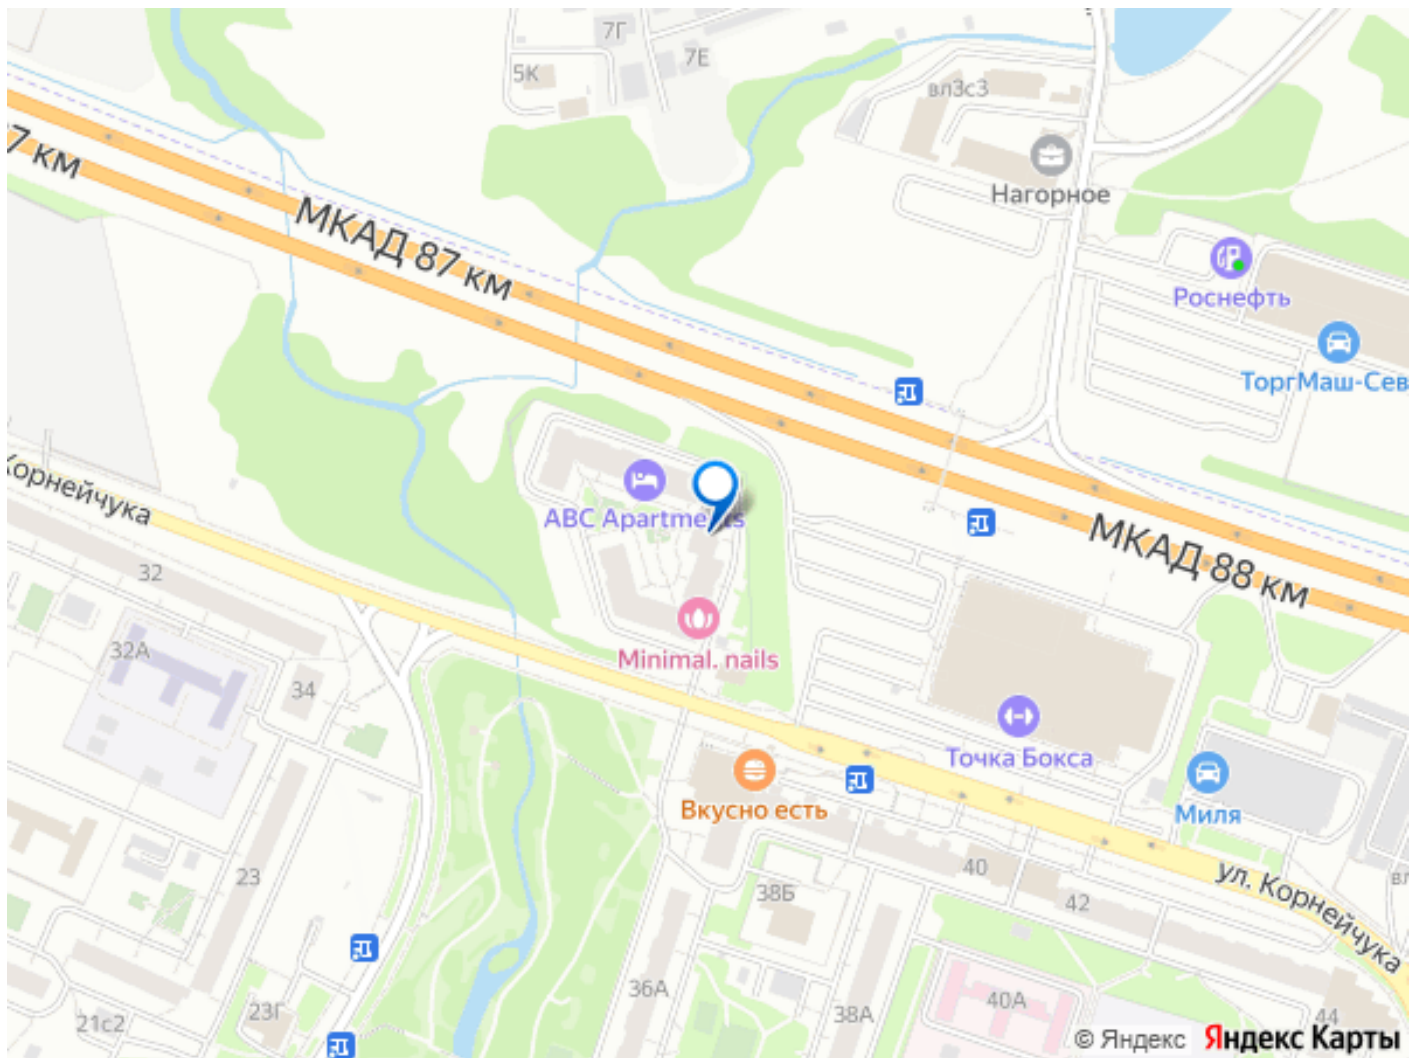 7Г
7Е
5К
вл3с3
7 км
Нагорное
МКАД 87 км
Роснефть
ТоргМаш-Сев
Корнейчука
ABC Apartments
МКАД 88 км
32
32А
34
Minimal. nails
Точка Бокса
Вкусно есть
Миля
23
40
ул. Корнейчука
38Б
42
36А
40А
23Г
21с2
38А
44
© Яндекс Яндекс Карты